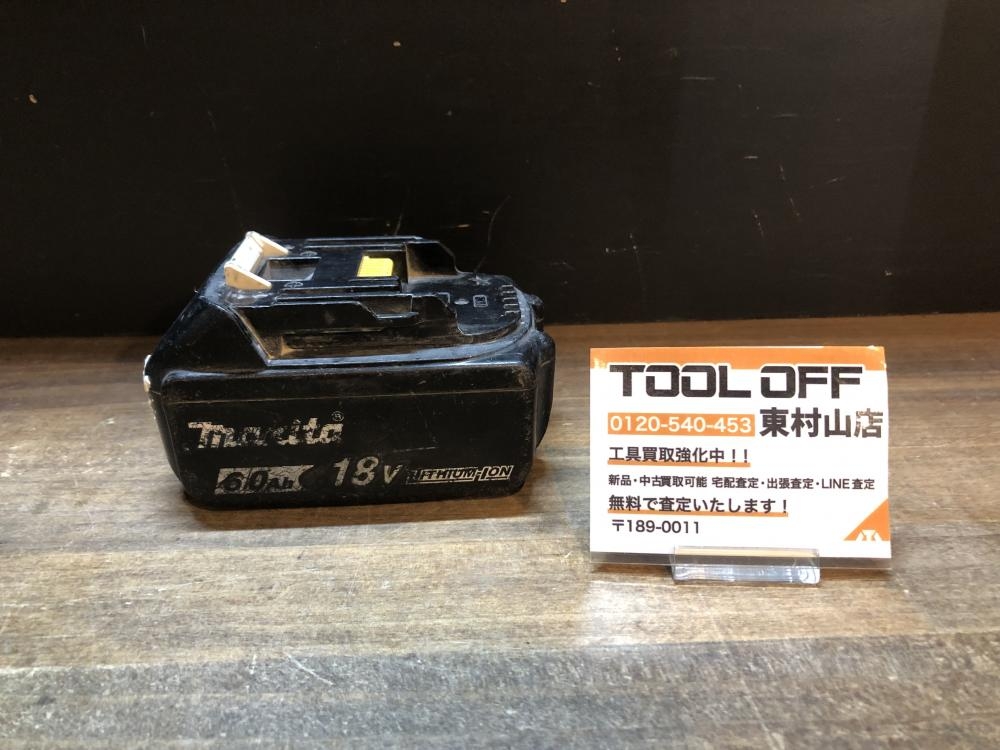 makita®
6.0Ah 18V LITHIUM-ION
TOOL OFF
0120-540-453 東村山店
工具買取強化中！！
新品・中古買取可能 宅配査定・出張査定・LINE査定
無料で査定いたします！
〒189-0011